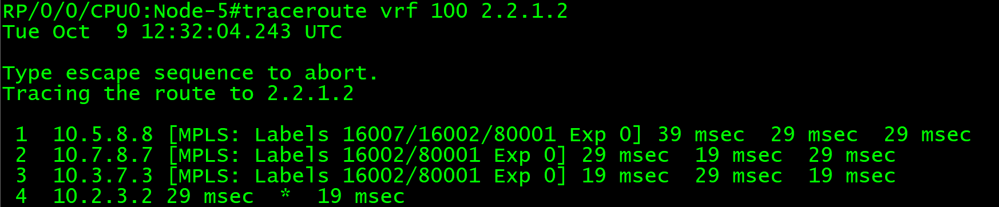 RP/0/0/CPU0:Node-5#traceroute vrf 100 2.2.1.2
Tue Oct  9 12:32:04.243 UTC

Type escape sequence to abort.
Tracing the route to 2.2.1.2

 1  10.5.8.8 [MPLS: Labels 16007/16002/80001 Exp 0] 39 msec  29 msec  29 msec
 2  10.7.8.7 [MPLS: Labels 16002/80001 Exp 0] 29 msec  19 msec  29 msec
 3  10.3.7.3 [MPLS: Labels 16002/80001 Exp 0] 19 msec  29 msec  19 msec
 4  10.2.3.2 29 msec  *  19 msec